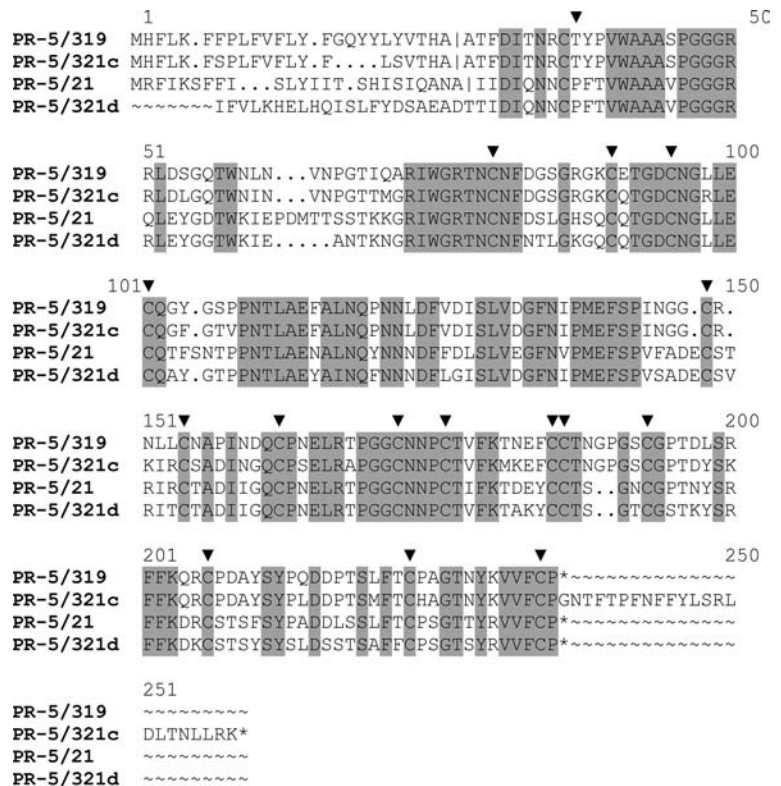 1 50
PR-5/319 MHFLK.FFPLFVFLY.FGQYYLYVTHA|ATFDITNRCTYPVWAAASPGGGR
PR-5/321c MHFLK.FSPLFVFLY.F....LSVTHA|ATFDITNRCTYPVWAAASPGGGR
PR-5/21 MRFIKSFFI...SLYIIT.SHISIQANA|IIDIQNNCPFTVWAAAVPGGGR
PR-5/321d ~~~~~~~IFVLKHELHQISLFYDSAEADTTIDIQNNCPFTVWAAAVPGGGR
51 100
PR-5/319 RLDSGQTWNLN...VNPGTIQARIWGRTNCNFDGSGRGKCETGDCNGLLE
PR-5/321c RLDLGQTWNIN...VNPGTTMGRIWGRTNCNFDGSGRGKCQTGDCNGLLE
PR-5/21 QLEYGDTWKIEPDMTTSSTKKGRIWGRTNCNFDSLGHSQCQTGDCNGLLE
PR-5/321d RLEYGGTWKIE.....ANTKNGRIWGRTNCNFNTLGKGQCQTGDCNGLLE
101 150
PR-5/319 CQGY.GSPPNTLAEFALNQPNNLDFVDISLVDGFNIPMEFSPINGG.CR.
PR-5/321c CQGF.GTVPNTLAEFALNQPNNLDFVDISLVDGFNIPMEFSPINGG.CR.
PR-5/21 CQTFSNTPPNTLAENALNQYNNNDFFDLSLVEGFNVPMEFSPVFADECST
PR-5/321d CQAY.GTPPNTLAEYAINQFNNNDFLGISLVDGFNIPMEFSPVSADECSV
151 200
PR-5/319 NLLCNAPINDQCPNELRTPGGCNNPCTVFKTNEFCCTNGPGSCGPTDLSR
PR-5/321c KIRCSADINGQCPSELRAPGGCNNPCTVFKMKEFCCTNGPGSCGPTDYSK
PR-5/21 RIRCTADIIGQCPNELRTPGGCNNPCTVFKTDEYCCTS..GNCGPTNYSR
PR-5/321d RITCTADIIGQCPNELRTPGGCNNPCTVFKTAKYCCTS..GTCGSTKYSR
201 250
PR-5/319 FFKQRCPDAYSYPQDDPTSLFTCPAGTNYKVVFCP*~~~~~~~~~~~~~~
PR-5/321c FFKQRCPDAYSYPLDDPTSMFTCHAGTNYKVVFCPGNTFTPFNFFYLSRL
PR-5/21 FFKDKCSTSFSYPADDLSSLFTCPSGTTYRVVFCP*~~~~~~~~~~~~~~
PR-5/321d FFKDKCSTSYSYSLDSSTSAFFCPSGTSYRVVFCP*~~~~~~~~~~~~~~
251
PR-5/319 ~~~~~~~~~
PR-5/321c DLTNLLRK*
PR-5/21 ~~~~~~~~~
PR-5/321d ~~~~~~~~~